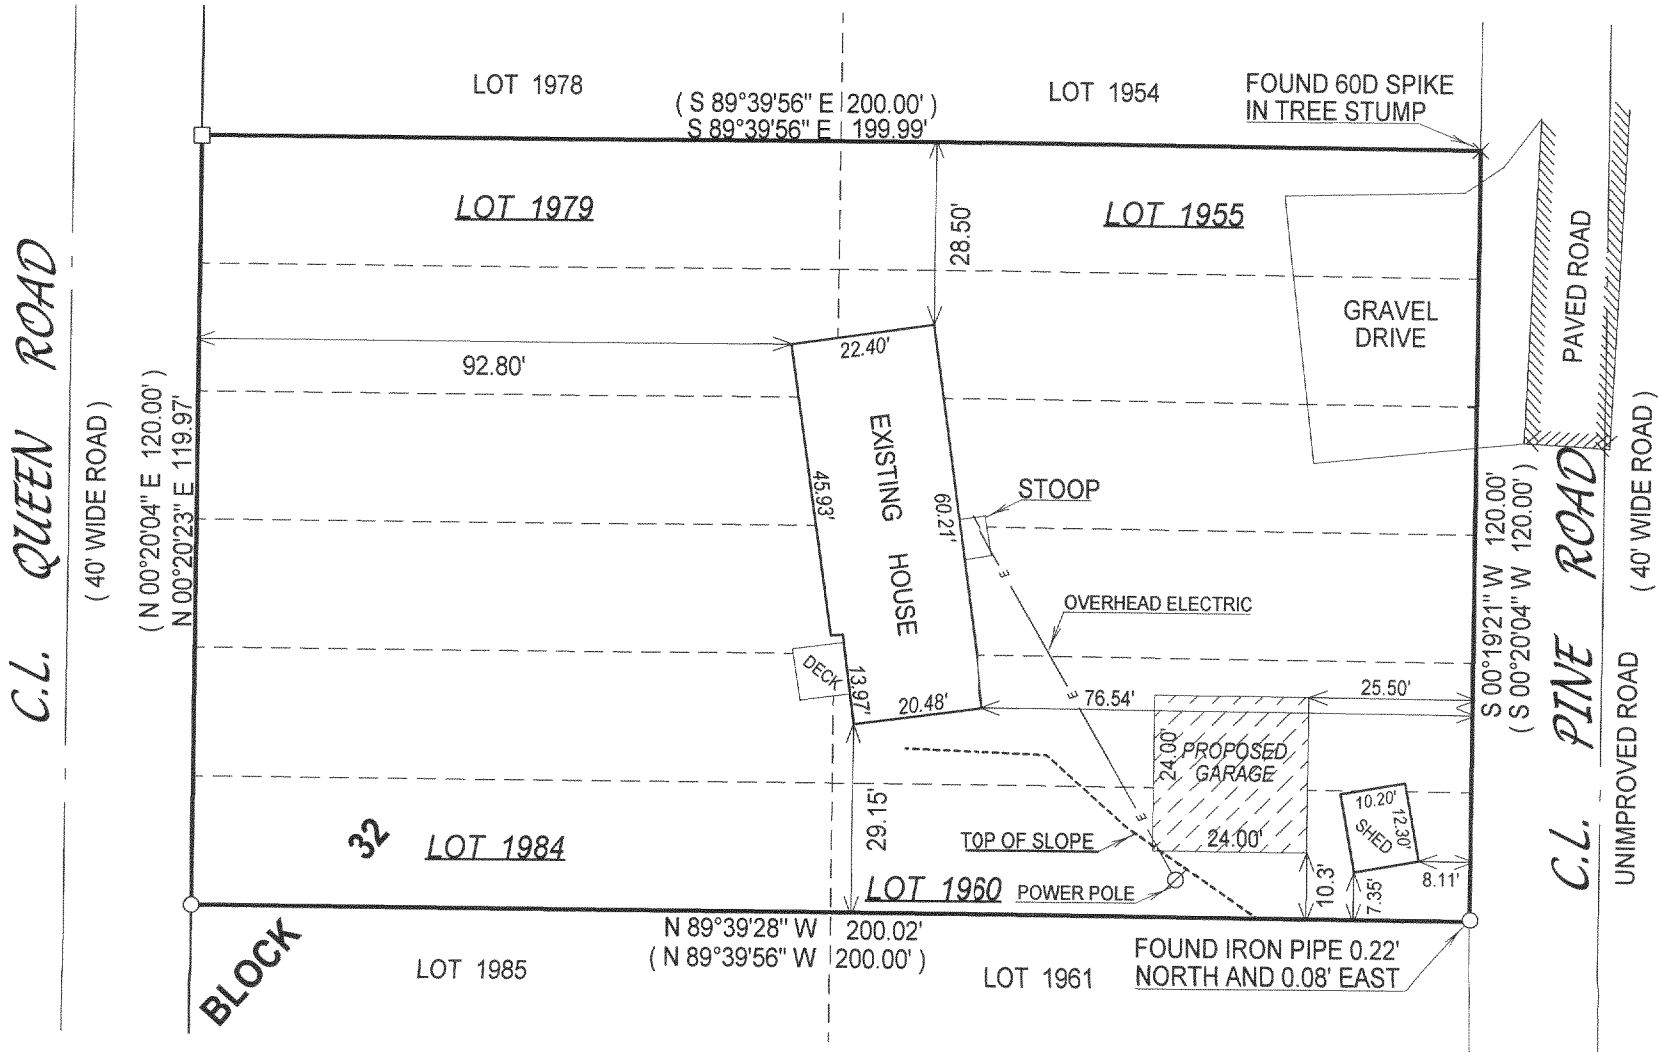 LOT 1978
( S 89°39'56" E 200.00' )
S 89°39'56" E 199.99'
LOT 1954
FOUND 60D SPIKE
IN TREE STUMP
LOT 1979
LOT 1955
28.50'
GRAVEL
DRIVE
PAVED ROAD
92.80'
22.40'
C.L. QUEEN ROAD
( 40' WIDE ROAD )
( N 00°20'04" E 120.00' )
N 00°20'23" E 119.97'
45.93'
EXISTING HOUSE
60.21'
STOOP
E
OVERHEAD ELECTRIC
DECK
13.97'
20.48'
E
76.54'
25.50'
S 00°19'21" W 120.00'
( S 00°20'04" W 120.00' )
C.L. PINE ROAD
( 40' WIDE ROAD )
UNIMPROVED ROAD
24.00'
PROPOSED
GARAGE
24.00'
E
10.20'
12.30'
SHED
29.15'
TOP OF SLOPE
32
LOT 1984
LOT 1960
POWER POLE
10.3'
7.35'
8.11'
BLOCK
N 89°39'28" W 200.02'
( N 89°39'56" W 200.00' )
LOT 1985
LOT 1961
FOUND IRON PIPE 0.22'
NORTH AND 0.08' EAST